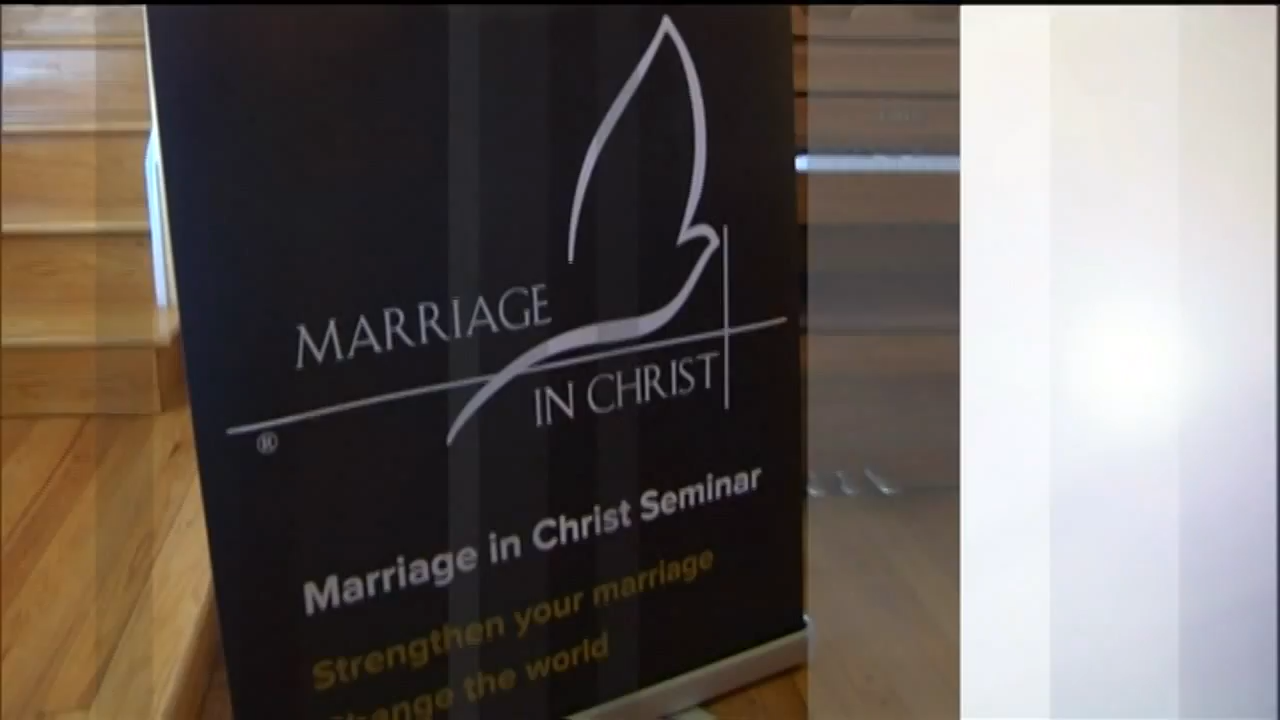 MARRIAGE
IN CHRIST
®
Marriage in Christ Seminar
Strengthen your marriage
Change the world